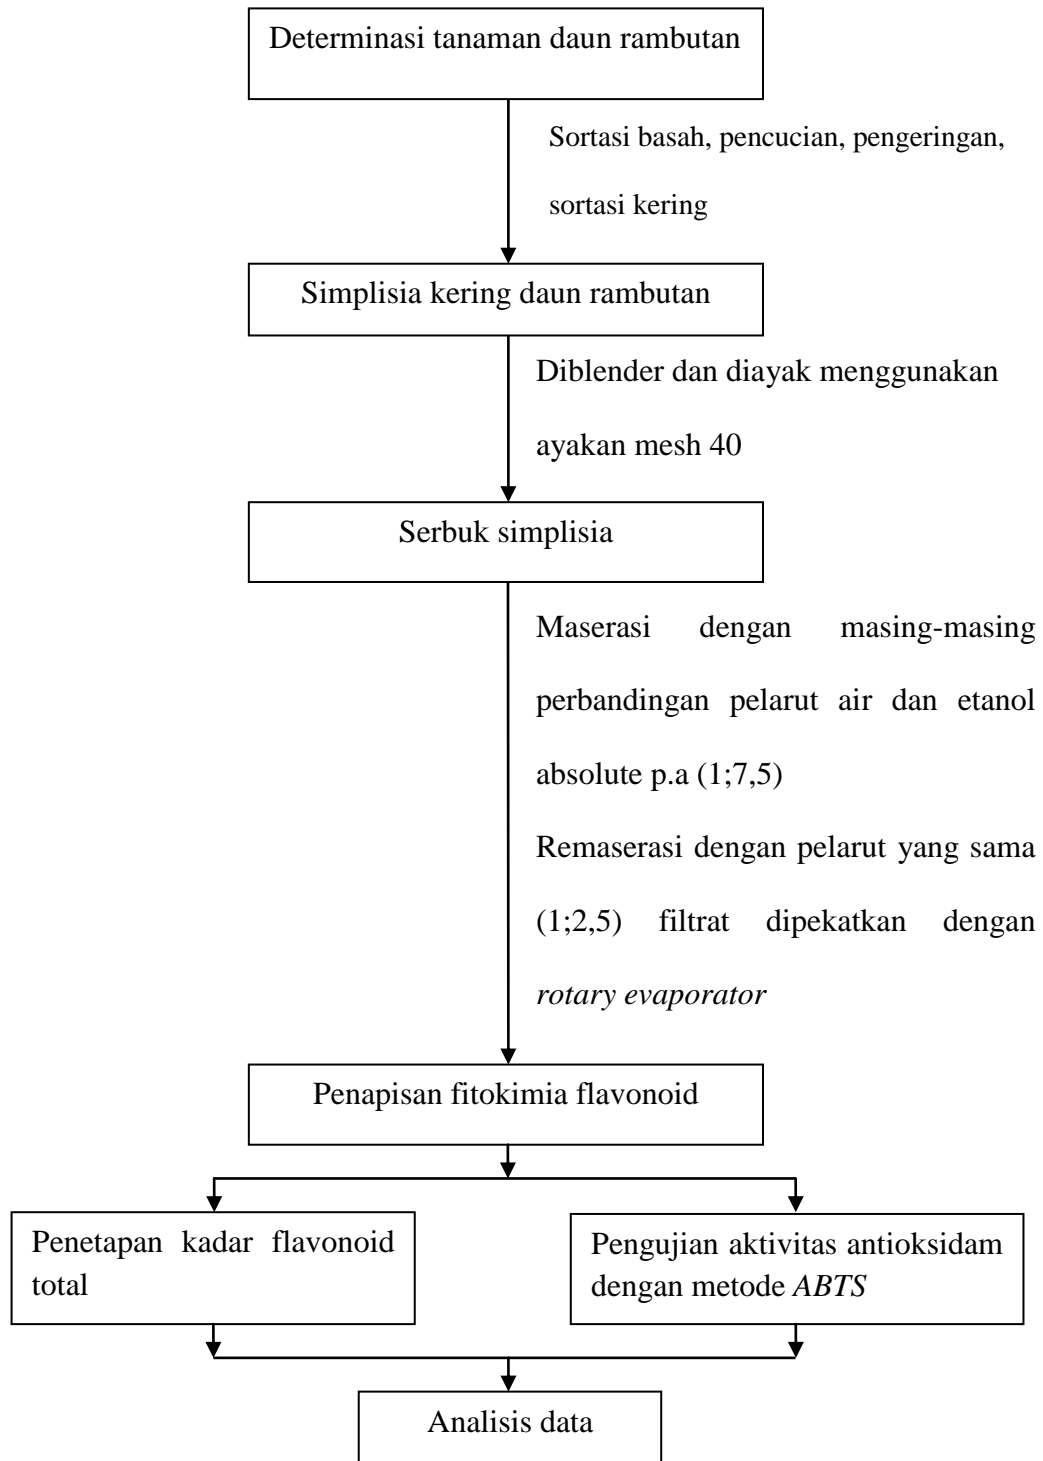 Determinasi tanaman daun rambutan
Sortasi basah, pencucian, pengeringan,
sortasi kering
Simplisia kering daun rambutan
Diblender dan diayak menggunakan
ayakan mesh 40
Serbuk simplisia
Maserasi dengan masing-masing
perbandingan pelarut air dan etanol
absolute p.a (1;7,5)
Remaserasi dengan pelarut yang sama
(1;2,5) filtrat dipekatkan dengan
rotary evaporator
Penapisan fitokimia flavonoid
Penetapan kadar flavonoid
total
Pengujian aktivitas antioksidam
dengan metode ABTS
Analisis data